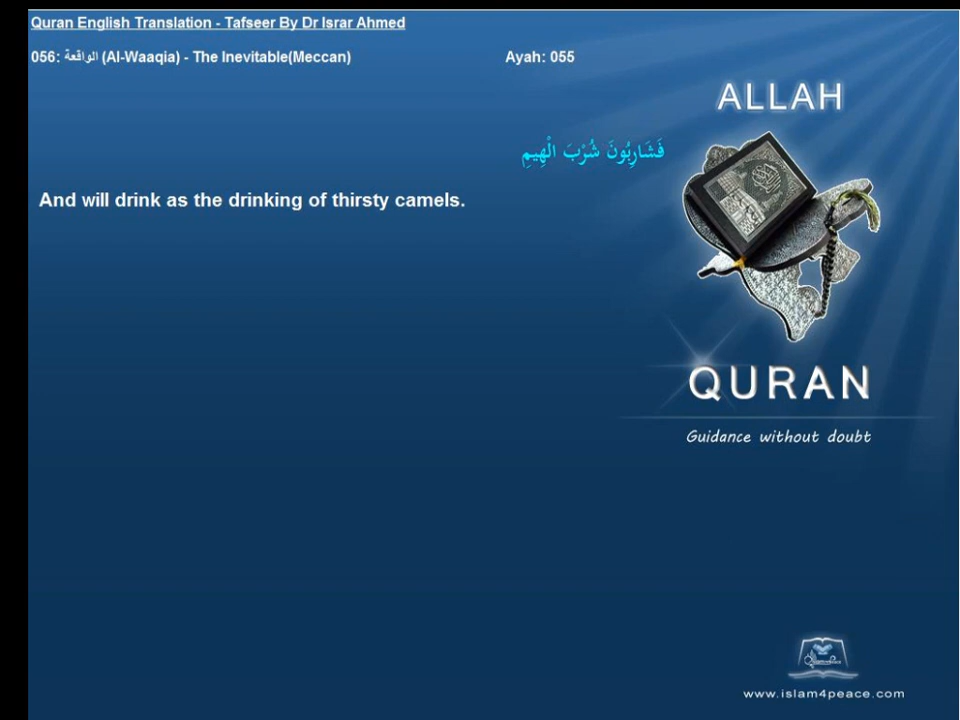 Quran English Translation - Tafseer By Dr Israr Ahmed
056: الواقعة (Al-Waaqia) - The Inevitable(Meccan) Ayah: 055
ALLAH
فَشَارِبُونَ شُرْبَ الْهِيمِ
And will drink as the drinking of thirsty camels.
QURAN
Guidance without doubt
www.islam4peace.com